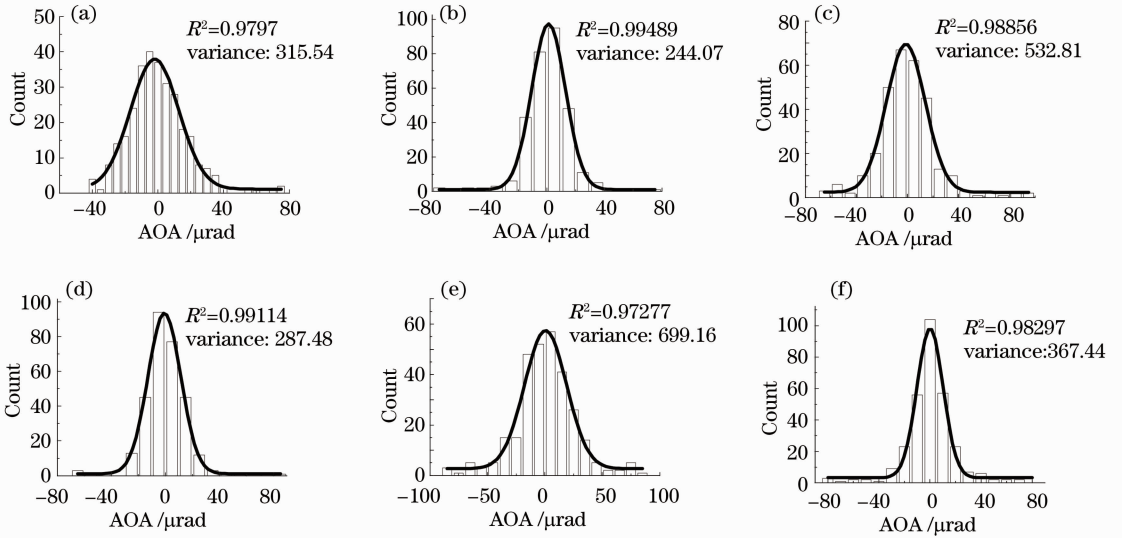 (a)
R²=0.9797
variance: 315.54
50
40
30
20
10
0
Count
−40 0 40 80
AOA /μrad
(b)
R²=0.99489
variance: 244.07
100
80
60
40
20
0
Count
−80 −40 0 40 80
AOA /μrad
(c)
R²=0.98856
variance: 532.81
80
60
40
20
0
Count
−80 −40 0 40 80
AOA /μrad
(d)
R²=0.99114
variance: 287.48
100
80
60
40
20
0
Count
−80 −40 0 40 80
AOA /μrad
(e)
R²=0.97277
variance: 699.16
60
40
20
0
Count
−100 −50 0 50 100
AOA /μrad
(f)
R²=0.98297
variance:367.44
100
80
60
40
20
0
Count
−80 −40 0 40 80
AOA /μrad